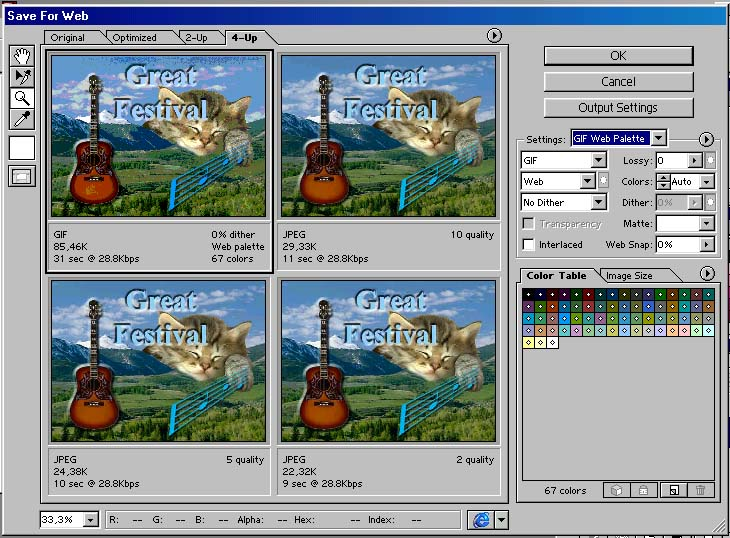 Save For Web
Original Optimized 2-Up 4-Up
Great
Festival
GIF 0% dither
85,46K Web palette
31 sec @ 28.8Kbps 67 colors
Great
Festival
JPEG 10 quality
29,33K
11 sec @ 28.8Kbps
Great
Festival
JPEG 5 quality
24,38K
10 sec @ 28.8Kbps
Great
Festival
JPEG 2 quality
22,32K
9 sec @ 28.8Kbps
OK
Cancel
Output Settings
Settings: GIF Web Palette
GIF Lossy: 0
Web Colors: Auto
No Dither Dither: 0%
Transparency Matte:
Interlaced Web Snap: 0%
Color Table Image Size
67 colors
33,3% R: -- G: -- B: -- Alpha: -- Hex: -- Index: --